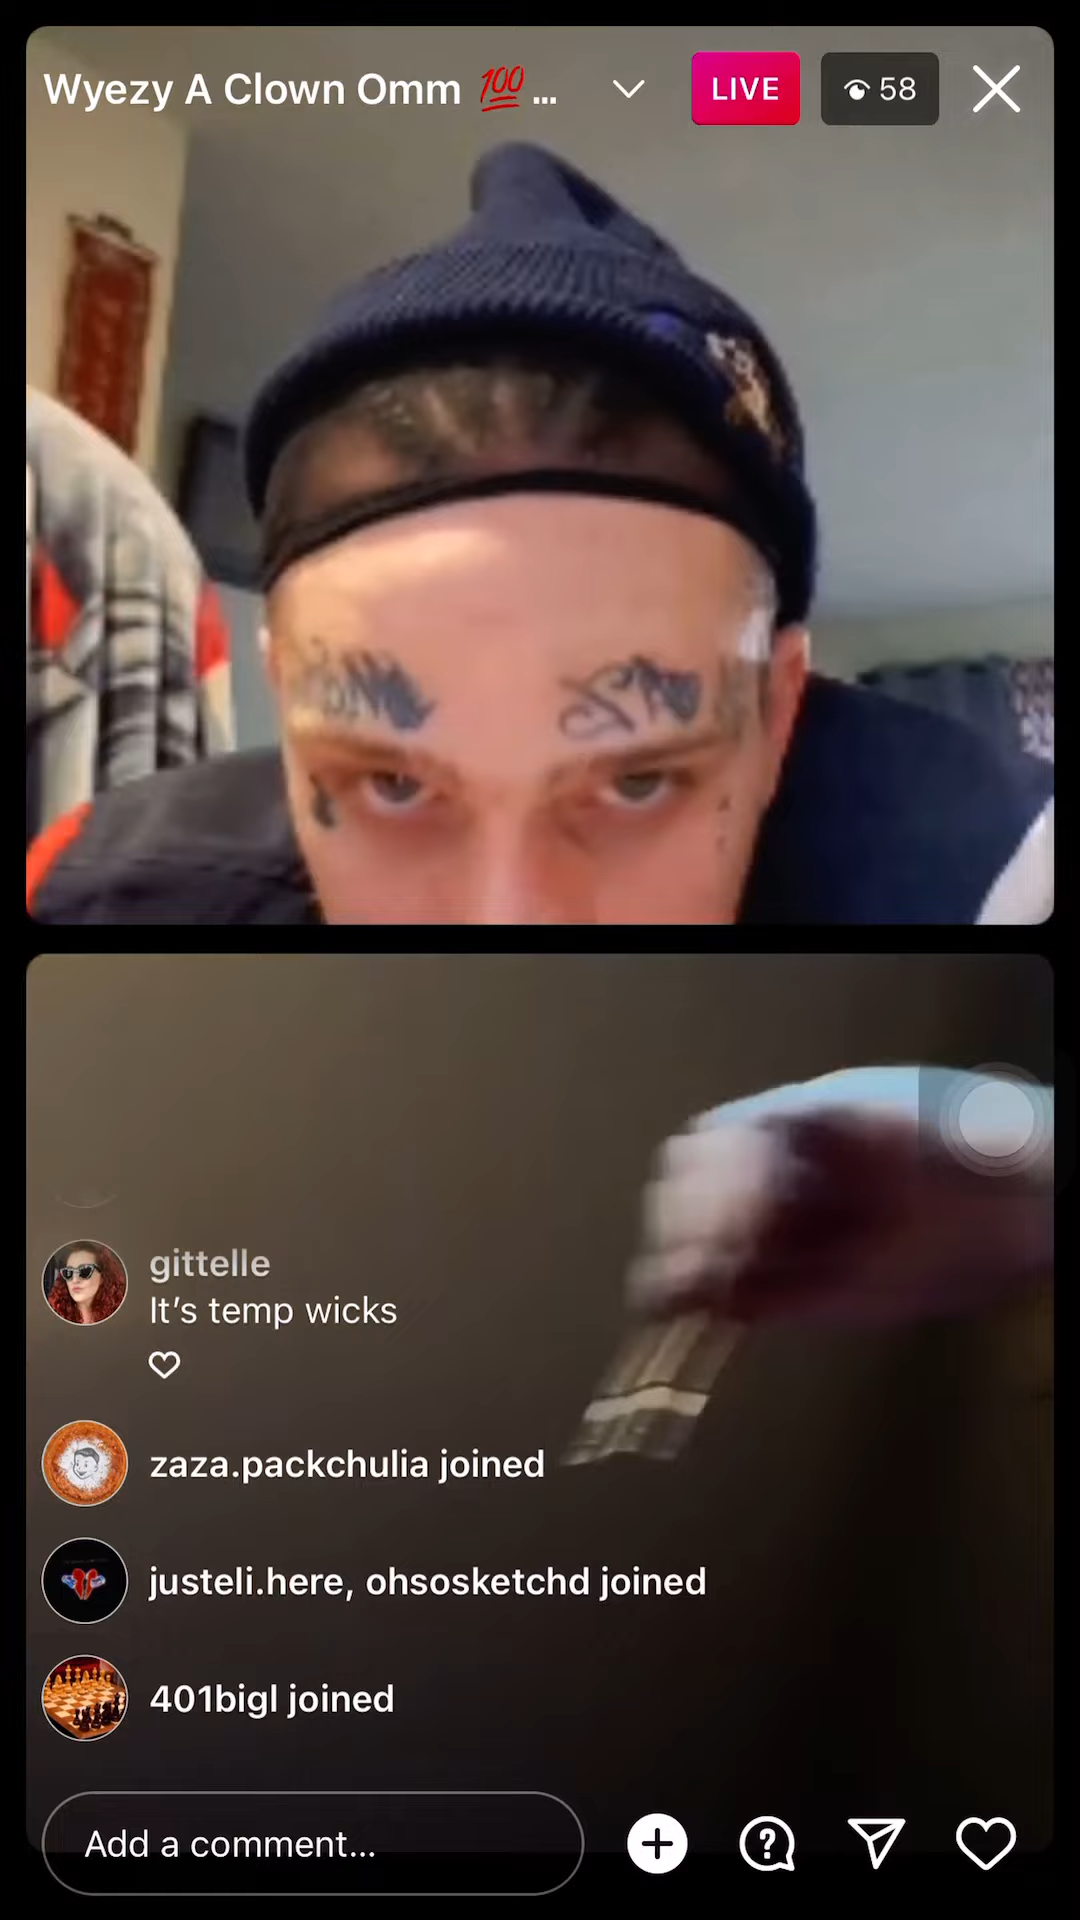 Wyezy A Clown Omm 💯 ...
LIVE
58
gittelle
It's temp wicks
zaza.packchulia joined
justeli.here, ohsosketchd joined
401bigl joined
Add a comment...